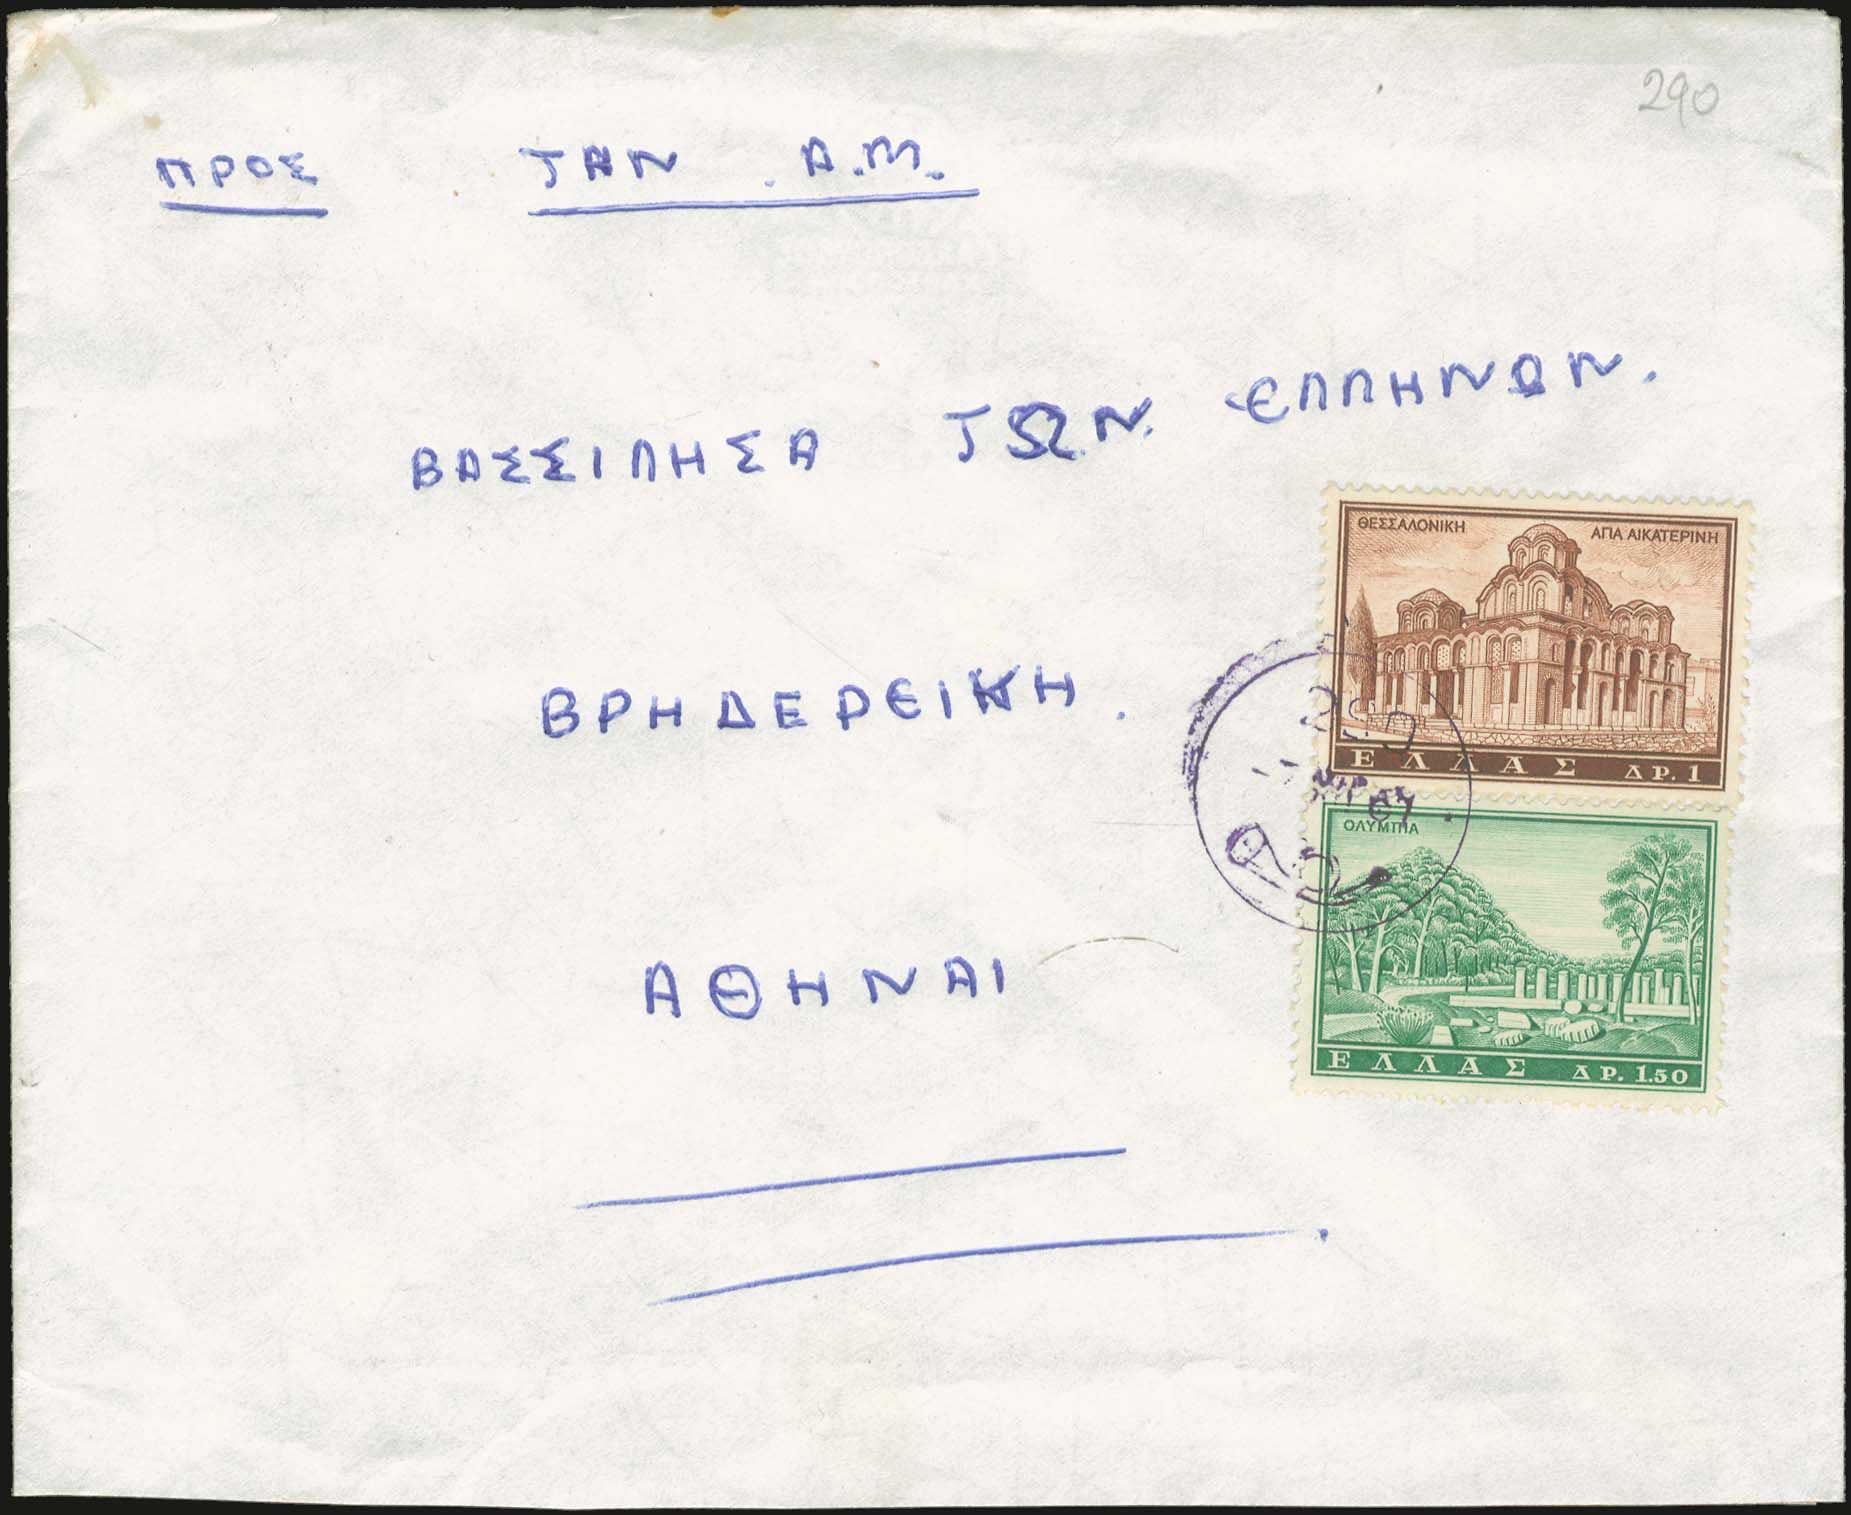 290
ΠΡΟΣ ΤΗΝ .Α.Μ.
ΒΑΣΣΙΛΗΣΑ ΤΩΝ. ΕΛΛΗΝΩΝ.
ΒΡΗΔΕΡΕΙΚΗ.
ΑΘΗΝΑΙ
ΘΕΣΣΑΛΟΝΙΚΗ ΑΓΙΑ ΑΙΚΑΤΕΡΙΝΗ
ΕΛΛΑΣ ΔΡ. 1
ΟΛΥΜΠΙΑ
ΕΛΛΑΣ ΔΡ. 1.50